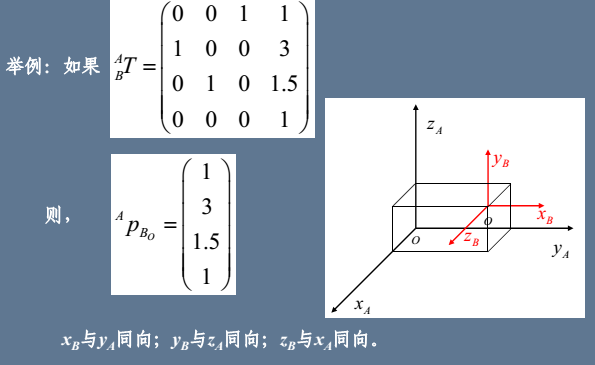 举例：如果 ᴬ_BT = (0 0 1 1
1 0 0 3
0 1 0 1.5
0 0 0 1)
则， ᴬp_{B_O} = (1
3
1.5
1)
z_A
y_B
x_B
o
z_B
o
y_A
x_A
x_B与y_A同向；y_B与z_A同向；z_B与x_A同向。